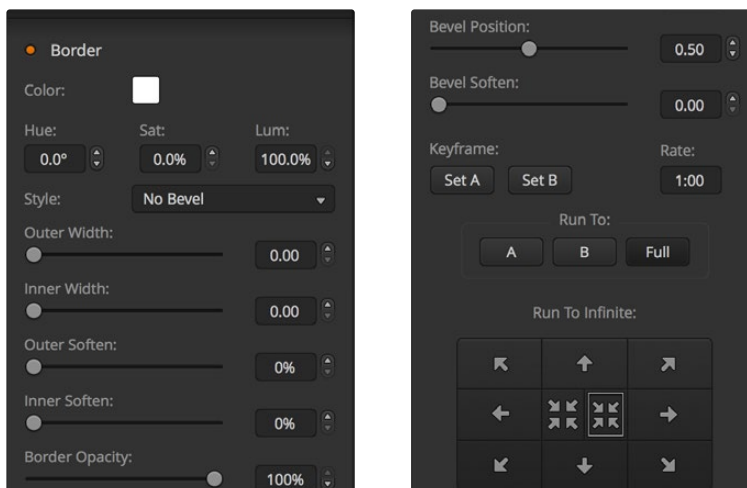 Border
Color:
Hue: Sat: Lum:
0.0° 0.0% 100.0%
Style: No Bevel
Outer Width:
0.00
Inner Width:
0.00
Outer Soften:
0%
Inner Soften:
0%
Border Opacity:
100%
Bevel Position:
0.50
Bevel Soften:
0.00
Keyframe: Rate:
Set A Set B 1:00
Run To:
A B Full
Run To Infinite: